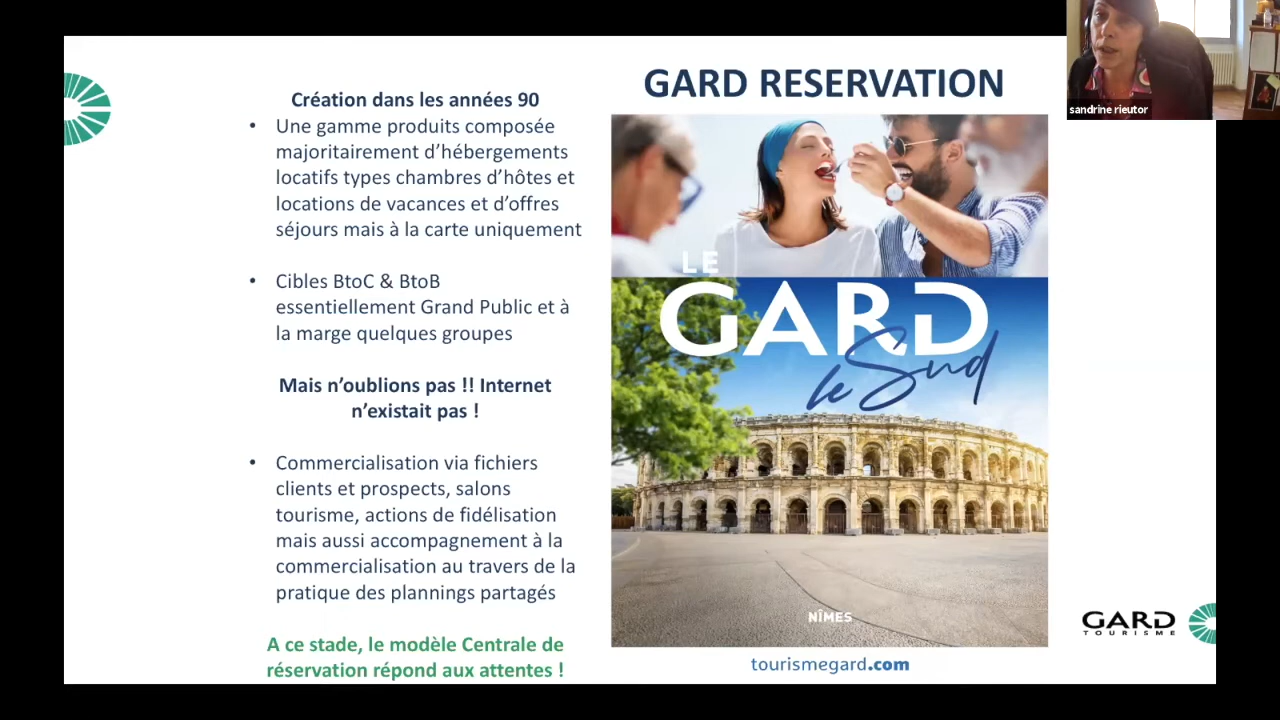 GARD RESERVATION
Création dans les années 90
• Une gamme produits composée
majoritairement d’hébergements
locatifs types chambres d’hôtes et
locations de vacances et d’offres
séjours mais à la carte uniquement
• Cibles BtoC & BtoB
essentiellement Grand Public et à
la marge quelques groupes
Mais n’oublions pas !! Internet
n’existait pas !
• Commercialisation via fichiers
clients et prospects, salons
tourisme, actions de fidélisation
mais aussi accompagnement à la
commercialisation au travers de la
pratique des plannings partagés
A ce stade, le modèle Centrale de
réservation répond aux attentes !
LE
GARD
le Sud
NÎMES
tourismegard.com
GARD
TOURISME
sandrine rieutor